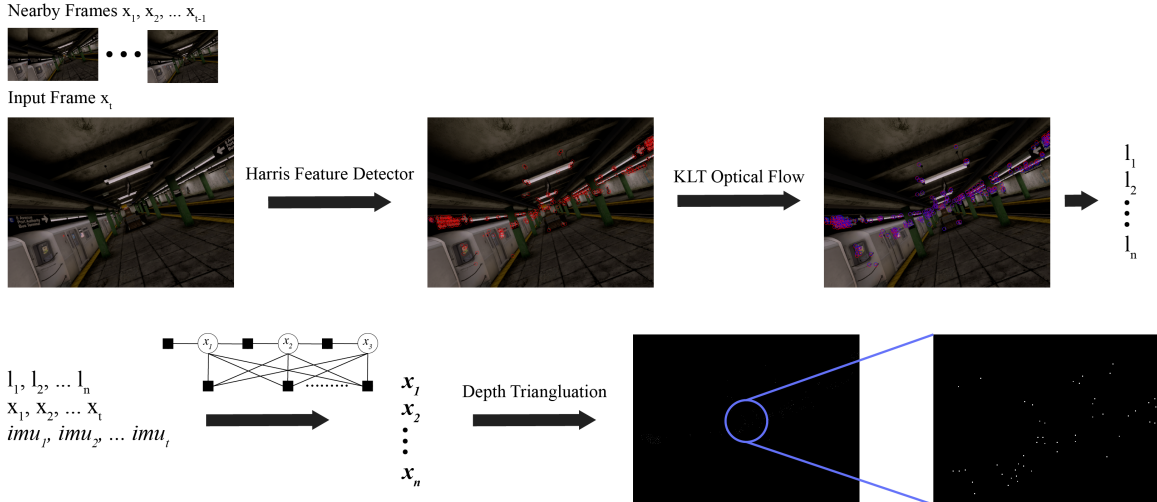 Nearby Frames x₁, x₂, ... xₜ₋₁
Input Frame xₜ
Harris Feature Detector
KLT Optical Flow
l₁
l₂
lₙ
x₁
x₂
x₃
l₁, l₂, ... lₙ
x₁, x₂, ... xₜ
imu₁, imu₂, ... imuₜ
x₁
x₂
xₙ
Depth Triangluation